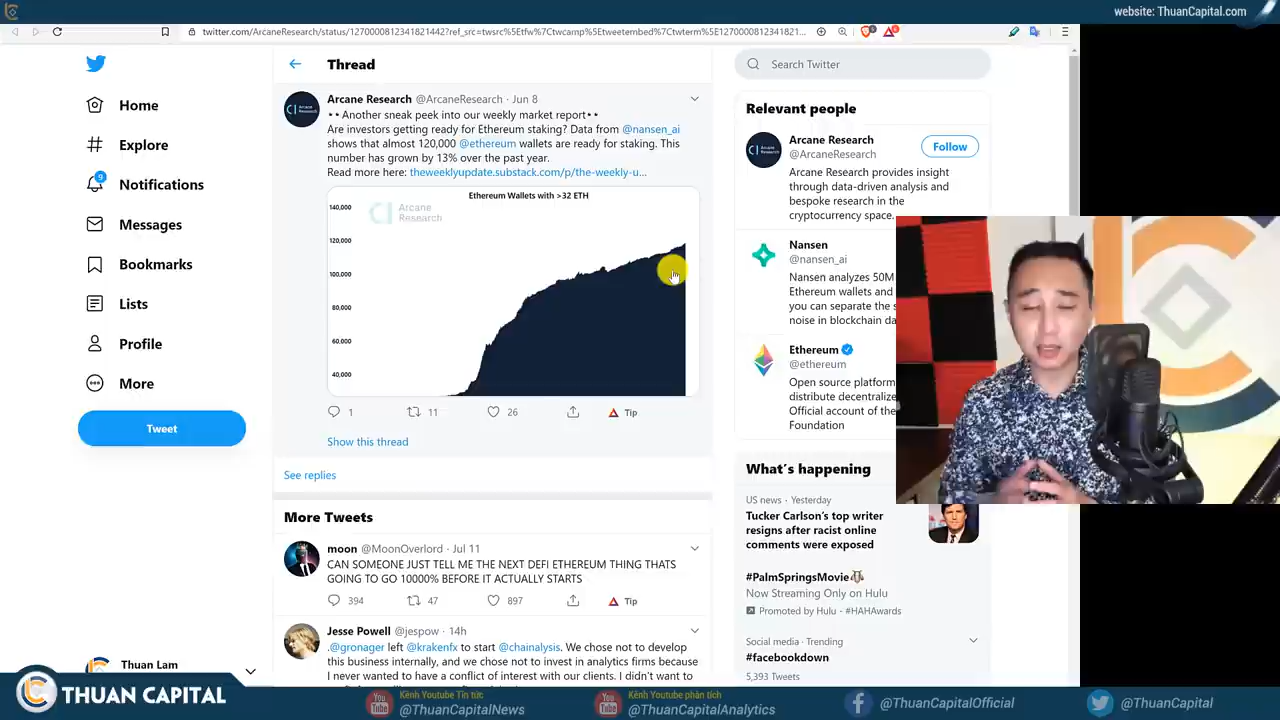 website: ThuanCapital.com
twitter.com/ArcaneResearch/status/1270000812341821442?ref_src=twsrc%5Etfw%7Ctwcamp%5Etweetembed%7Ctwterm%5E1270000812341821...
Home
Explore
9
Notifications
Messages
Bookmarks
Lists
Profile
More
Tweet
Thuan Lam
Thread
Arcane Research @ArcaneResearch · Jun 8
Another sneak peek into our weekly market report
Are investors getting ready for Ethereum staking? Data from @nansen_ai
shows that almost 120,000 @ethereum wallets are ready for staking. This
number has grown by 13% over the past year.
Read more here: theweeklyupdate.substack.com/p/the-weekly-u...
Ethereum Wallets with >32 ETH
Arcane
Research
140,000
120,000
100,000
80,000
60,000
40,000
1 11 26 Tip
Show this thread
See replies
More Tweets
moon @MoonOverlord · Jul 11
CAN SOMEONE JUST TELL ME THE NEXT DEFI ETHEREUM THING THATS
GOING TO GO 10000% BEFORE IT ACTUALLY STARTS
394 47 897 Tip
Jesse Powell @jespow · 14h
.@gronager left @krakenfx to start @chainalysis. We chose not to develop
this business internally, and we chose not to invest in analytics firms because
I never wanted to have a conflict of interest with our clients. I didn't want to
Search Twitter
Relevant people
Arcane Research
@ArcaneResearch
Follow
Arcane Research provides insight
through data-driven analysis and
bespoke research in the
cryptocurrency space.
Nansen
@nansen_ai
Nansen analyzes 50M
Ethereum wallets and
you can separate the s
noise in blockchain da
Ethereum
@ethereum
Open source platform
distribute decentralize
Official account of the
Foundation
What's happening
US news · Yesterday
Tucker Carlson's top writer
resigns after racist online
comments were exposed
#PalmSpringsMovie
Now Streaming Only on Hulu
Promoted by Hulu · #HAHAwards
Social media · Trending
#facebookdown
5,393 Tweets
THUAN CAPITAL
You
Kênh Youtube Tin tức
@ThuanCapitalNews
You
Kênh Youtube phân tích
@ThuanCapitalAnalytics
@ThuanCapitalOfficial
@ThuanCapital